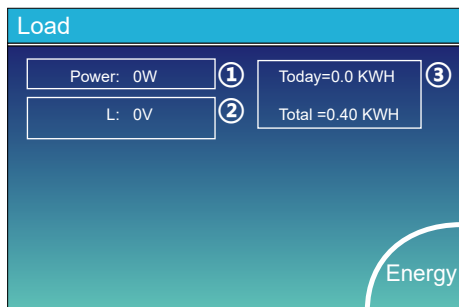 Load
Power: 0W ①
L: 0V ②
Today=0.0 KWH ③
Total =0.40 KWH
Energy